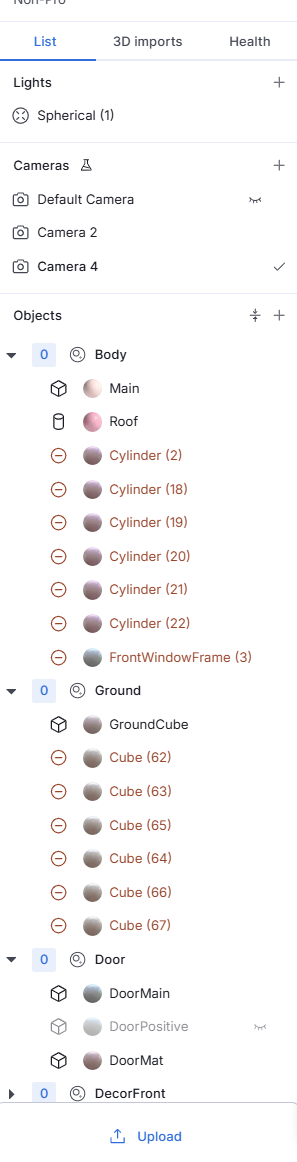 Non-Pro
List 3D imports Health
Lights
Spherical (1)
Cameras
Default Camera
Camera 2
Camera 4
Objects
0 Body
Main
Roof
Cylinder (2)
Cylinder (18)
Cylinder (19)
Cylinder (20)
Cylinder (21)
Cylinder (22)
FrontWindowFrame (3)
0 Ground
GroundCube
Cube (62)
Cube (63)
Cube (65)
Cube (64)
Cube (66)
Cube (67)
0 Door
DoorMain
DoorPositive
DoorMat
0 DecorFront
Upload